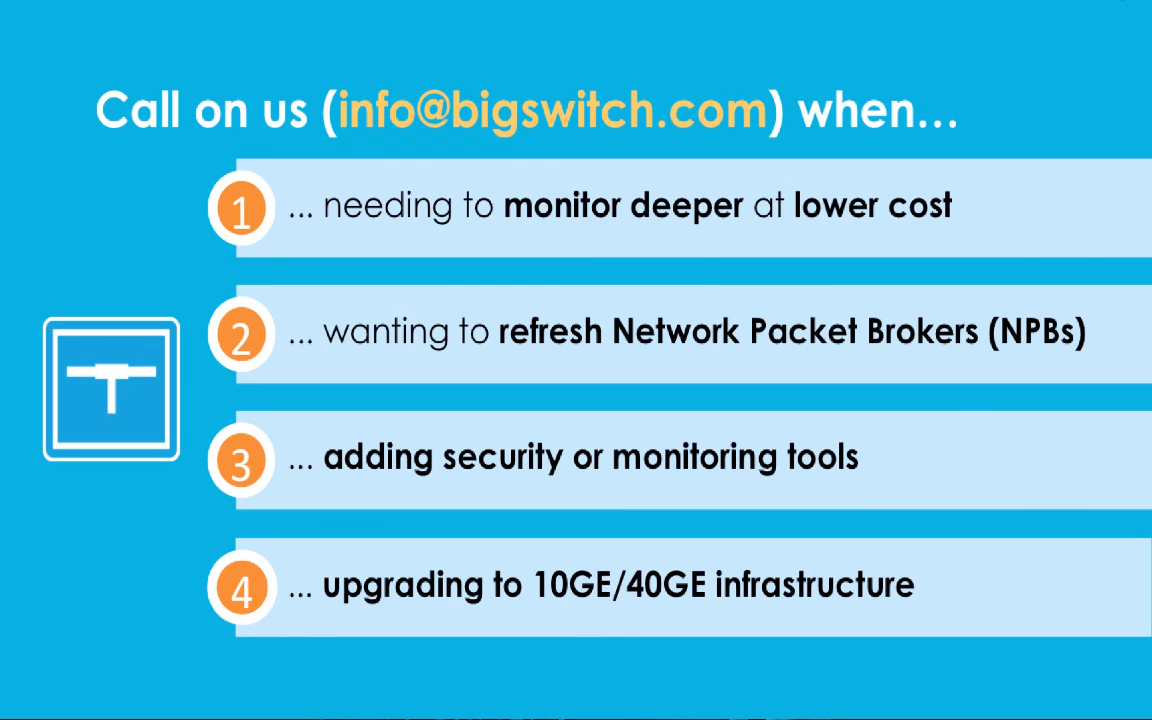 Call on us (info@bigswitch.com) when...
1 ... needing to monitor deeper at lower cost
2 ... wanting to refresh Network Packet Brokers (NPBs)
3 ... adding security or monitoring tools
4 ... upgrading to 10GE/40GE infrastructure